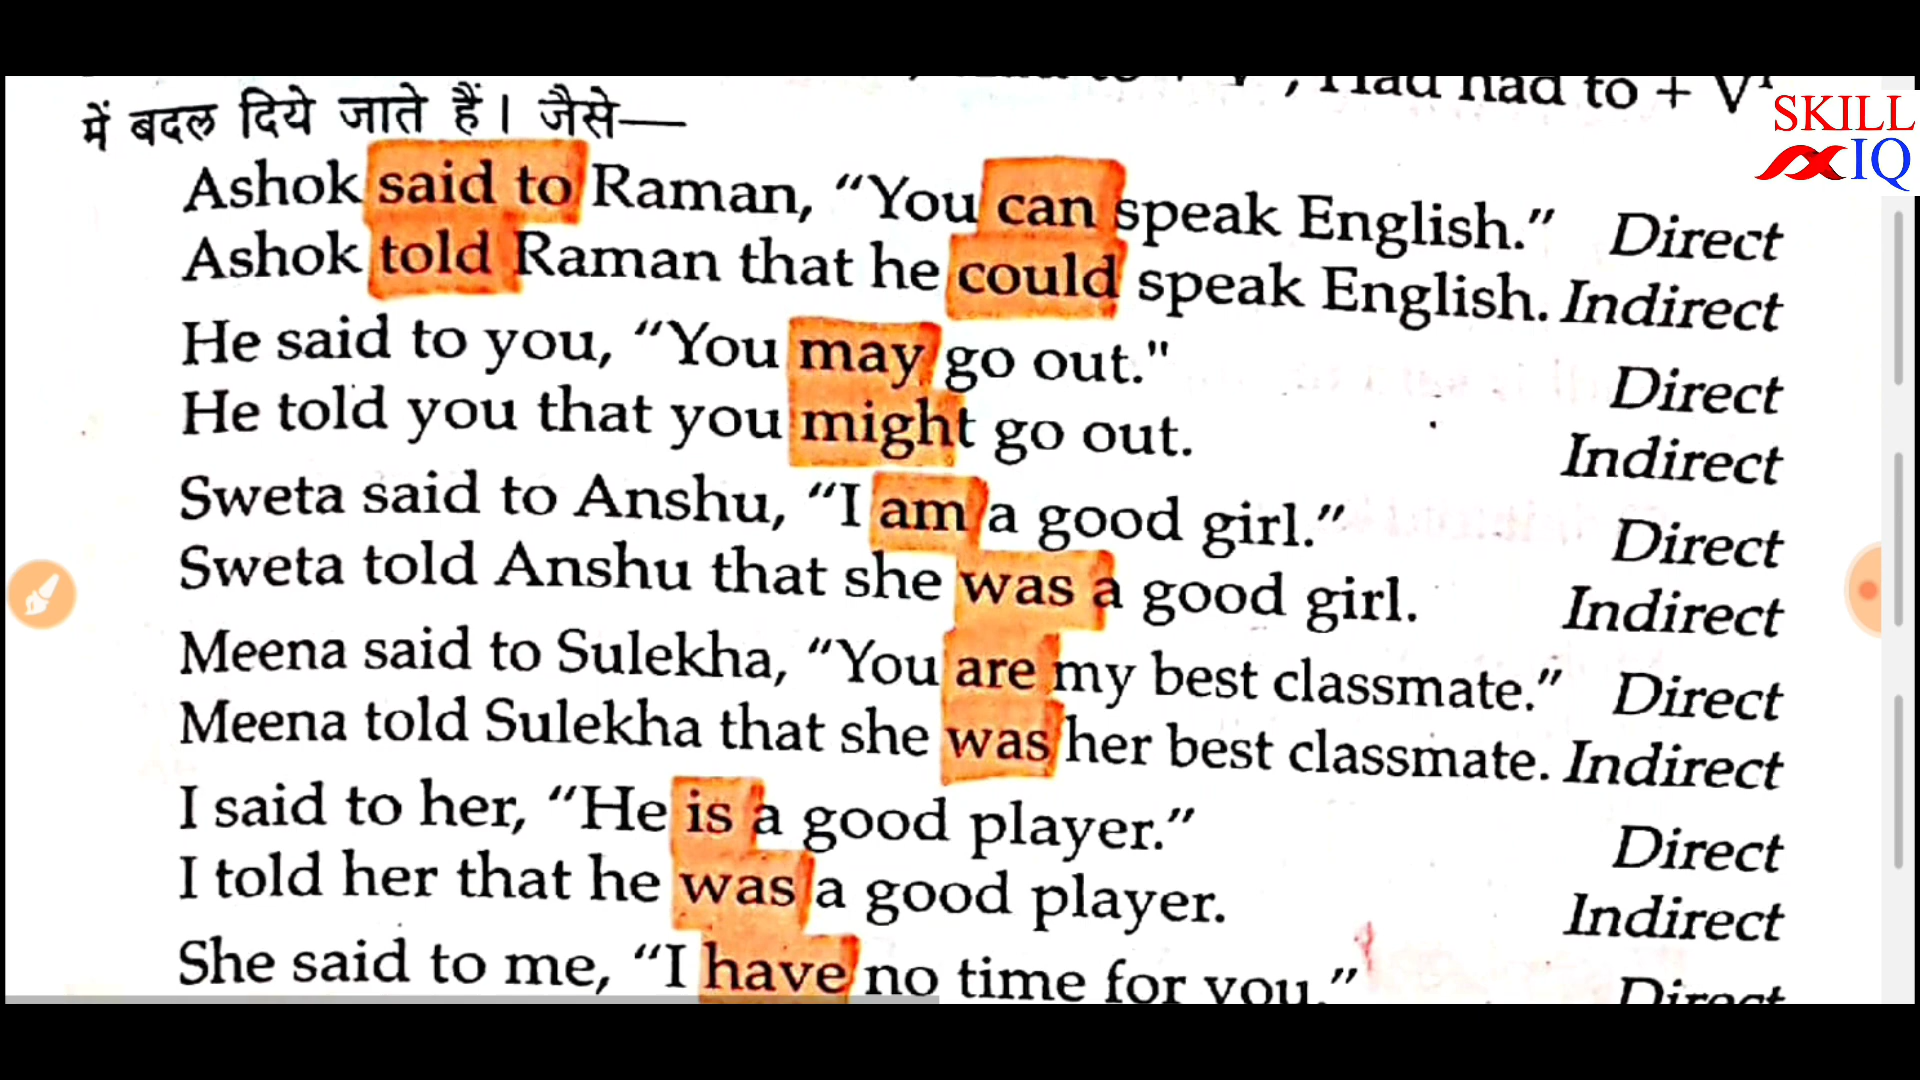 Had had to + V¹
में बदल दिये जाते हैं। जैसे—
SKILL
IQ
Ashok said to Raman, “You can speak English.” Direct
Ashok told Raman that he could speak English. Indirect
He said to you, “You may go out." Direct
He told you that you might go out. Indirect
Sweta said to Anshu, “I am a good girl.” Direct
Sweta told Anshu that she was a good girl. Indirect
Meena said to Sulekha, “You are my best classmate.” Direct
Meena told Sulekha that she was her best classmate. Indirect
I said to her, “He is a good player.” Direct
I told her that he was a good player. Indirect
She said to me, “I have no time for you.” Direct